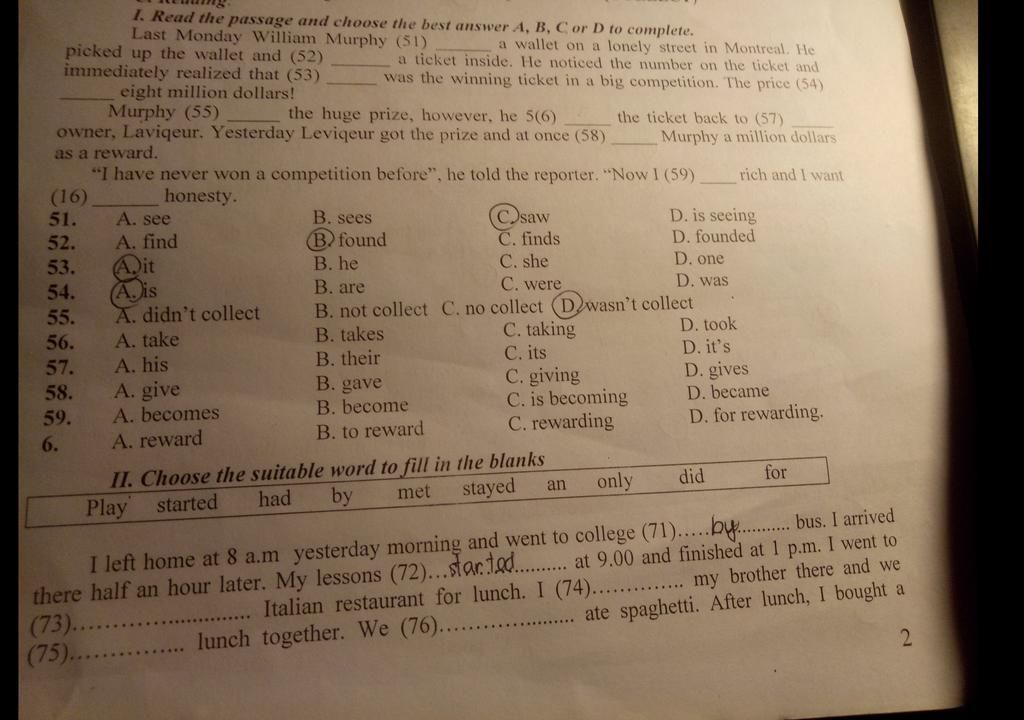 I. Read the passage and choose the best answer A, B, C or D to complete.
Last Monday William Murphy (51) ______ a wallet on a lonely street in Montreal. He
picked up the wallet and (52) ______ a ticket inside. He noticed the number on the ticket and
immediately realized that (53) ______ was the winning ticket in a big competition. The price (54)
______ eight million dollars!
Murphy (55) ______ the huge prize, however, he 5(6) _____ the ticket back to (57) _____
owner, Laviqeur. Yesterday Leviqeur got the prize and at once (58) _____ Murphy a million dollars
as a reward.
“I have never won a competition before”, he told the reporter. “Now I (59) ____ rich and I want
(16) _______ honesty.
51. A. see B. sees C. saw D. is seeing
52. A. find B. found C. finds D. founded
53. A. it B. he C. she D. one
54. A. is B. are C. were D. was
55. A. didn't collect B. not collect C. no collect D. wasn't collect
56. A. take B. takes C. taking D. took
57. A. his B. their C. its D. it's
58. A. give B. gave C. giving D. gives
59. A. becomes B. become C. is becoming D. became
6. A. reward B. to reward C. rewarding D. for rewarding.
II. Choose the suitable word to fill in the blanks
Play started had by met stayed an only did for
I left home at 8 a.m yesterday morning and went to college (71).....by........... bus. I arrived
there half an hour later. My lessons (72)...started.......... at 9.00 and finished at 1 p.m. I went to
(73).............................. Italian restaurant for lunch. I (74).............. my brother there and we
(75).................. lunch together. We (76)..................... ate spaghetti. After lunch, I bought a
2